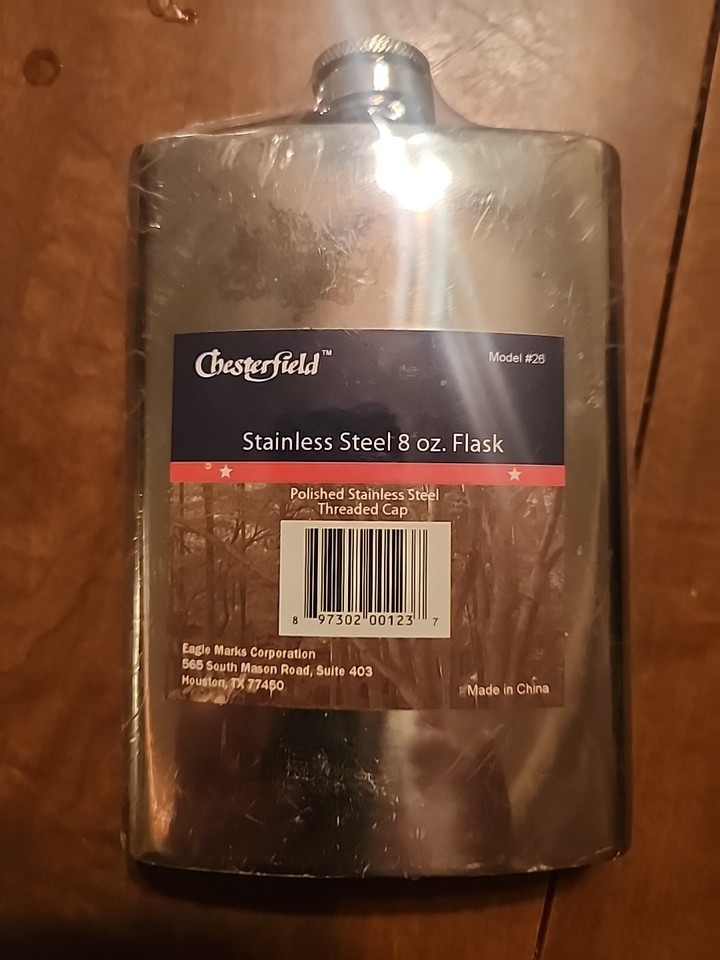 Chesterfield™
Model #26
Stainless Steel 8 oz. Flask
Polished Stainless Steel
Threaded Cap
8 97302 00123 7
Eagle Marks Corporation
565 South Mason Road, Suite 403
Houston, TX 77450
Made in China